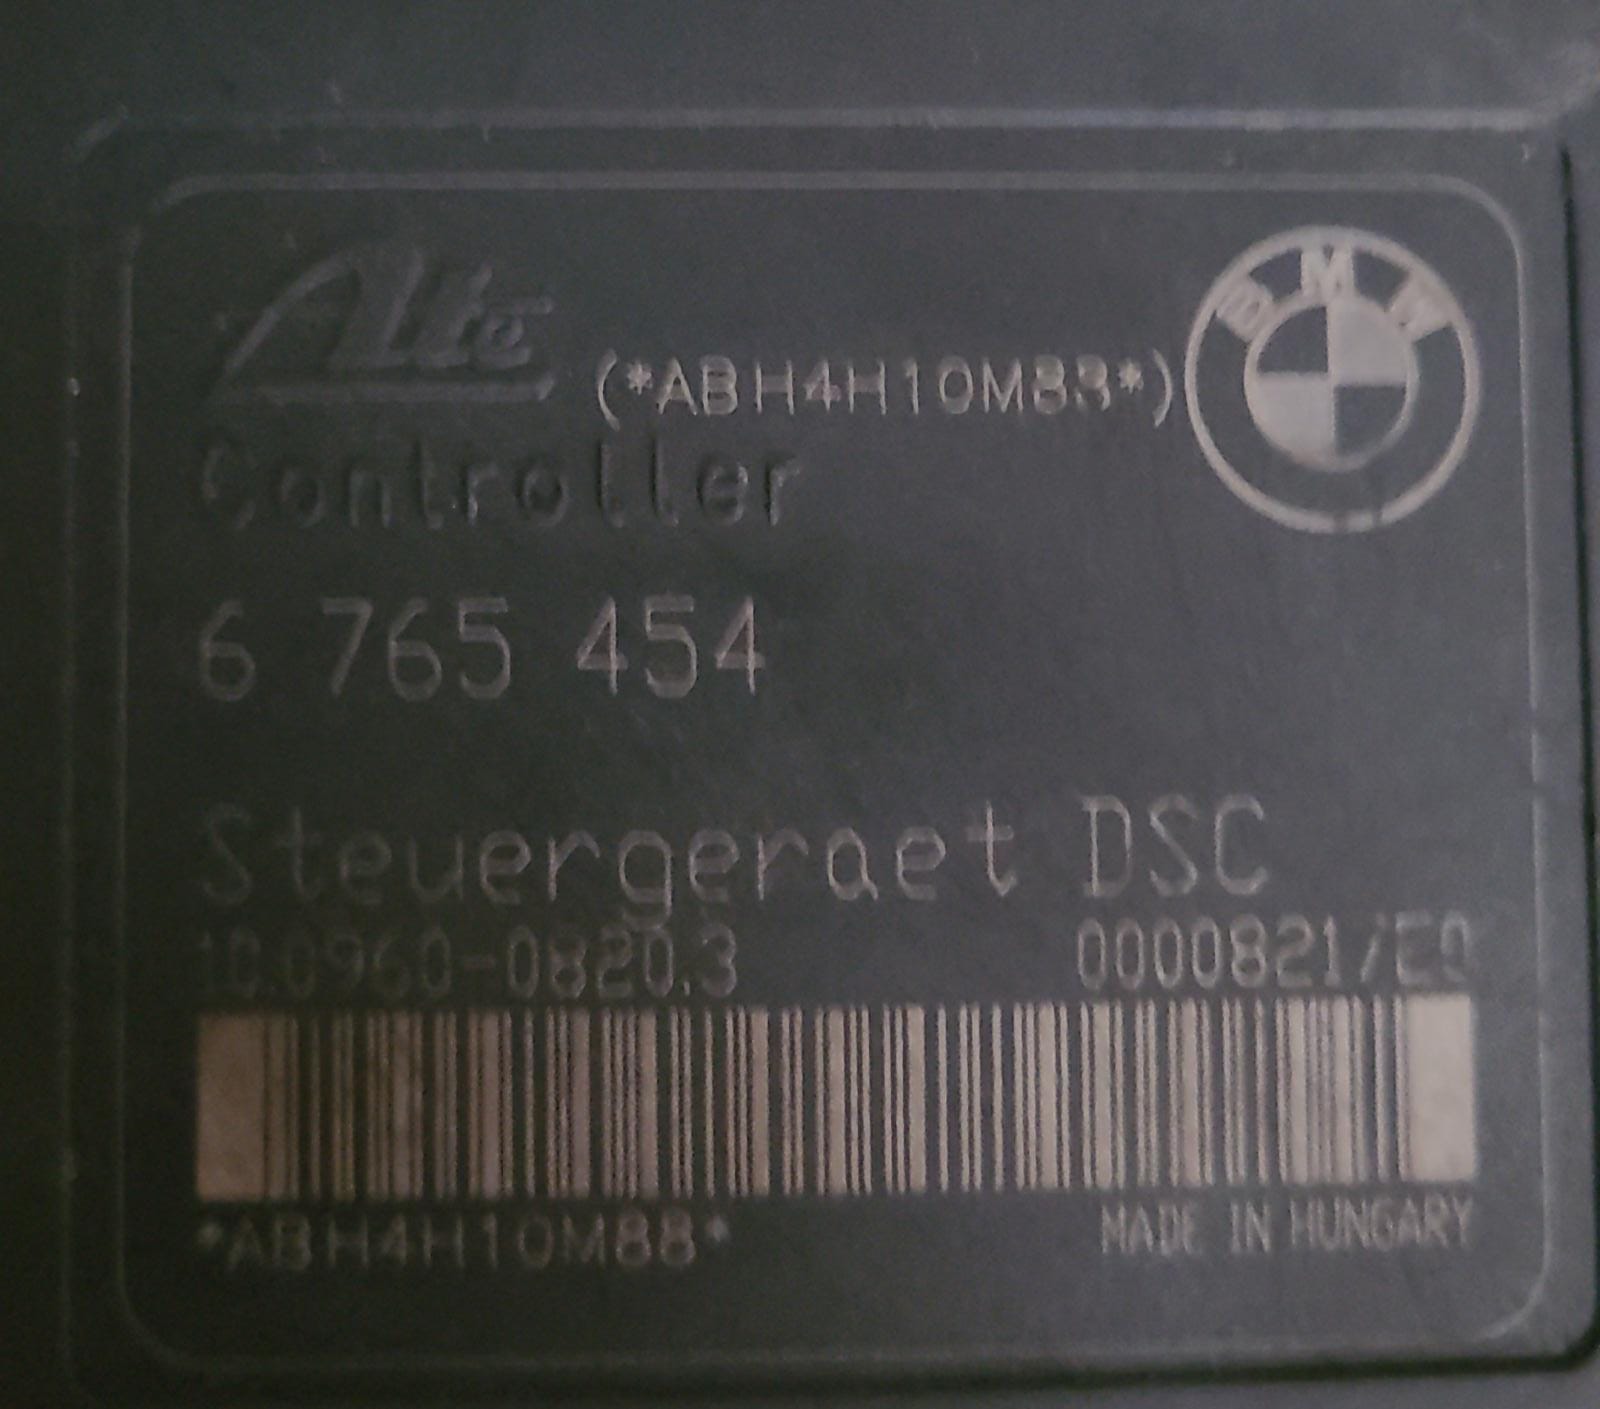 Ate
BMW
(*ABH4H10M88*)
Controller
6 765 454
Steuergeraet DSC
10.0960-0820.3 0000821/E0
*ABH4H10M88* MADE IN HUNGARY